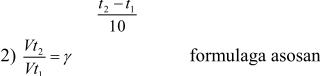 t₂ − t₁
10
2) Vt₂ / Vt₁ = γ formulaga asosan